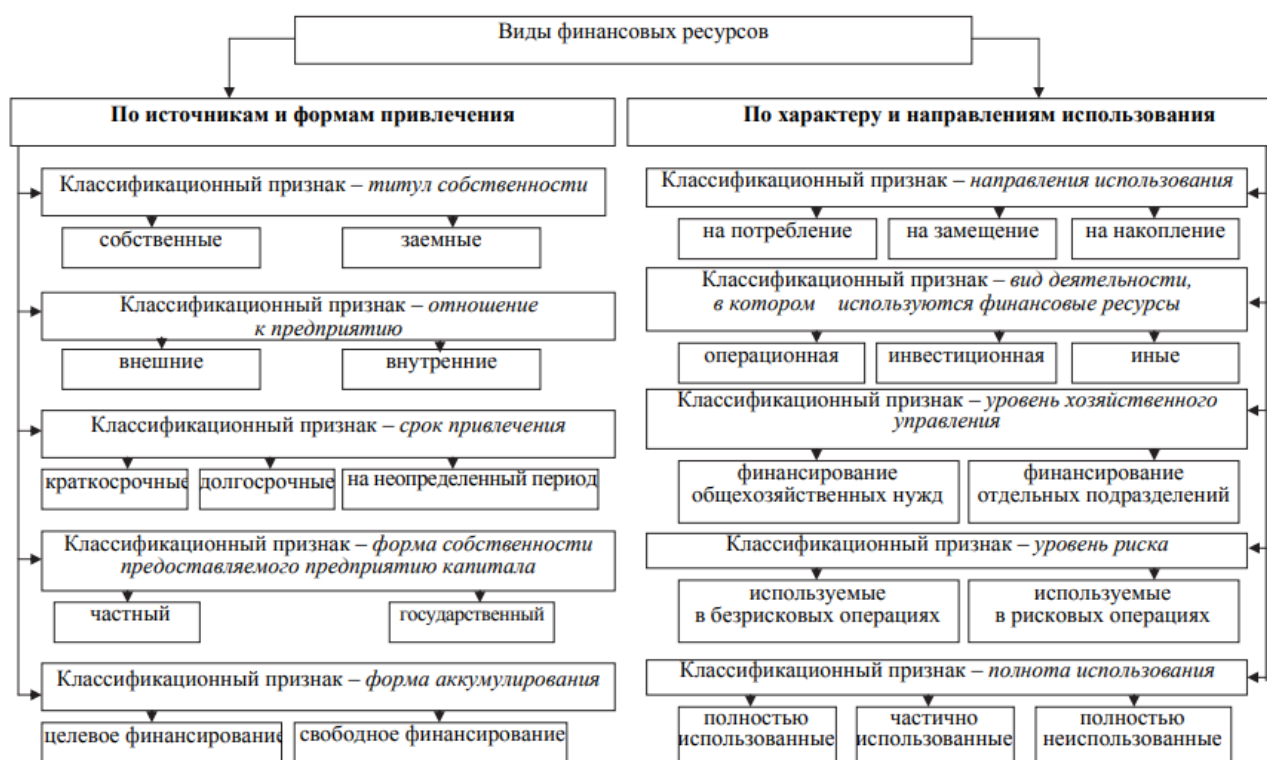 Виды финансовых ресурсов
По источникам и формам привлечения
Классификационный признак – титул собственности
собственные
заемные
Классификационный признак – отношение
к предприятию
внешние
внутренние
Классификационный признак – срок привлечения
краткосрочные
долгосрочные
на неопределенный период
Классификационный признак – форма собственности
предоставляемого предприятию капитала
частный
государственный
Классификационный признак – форма аккумулирования
целевое финансирование
свободное финансирование
По характеру и направлениям использования
Классификационный признак – направления использования
на потребление
на замещение
на накопление
Классификационный признак – вид деятельности,
в котором используются финансовые ресурсы
операционная
инвестиционная
иные
Классификационный признак – уровень хозяйственного
управления
финансирование
общехозяйственных нужд
финансирование
отдельных подразделений
Классификационный признак – уровень риска
используемые
в безрисковых операциях
используемые
в рисковых операциях
Классификационный признак – полнота использования
полностью
использованные
частично
использованные
полностью
неиспользованные